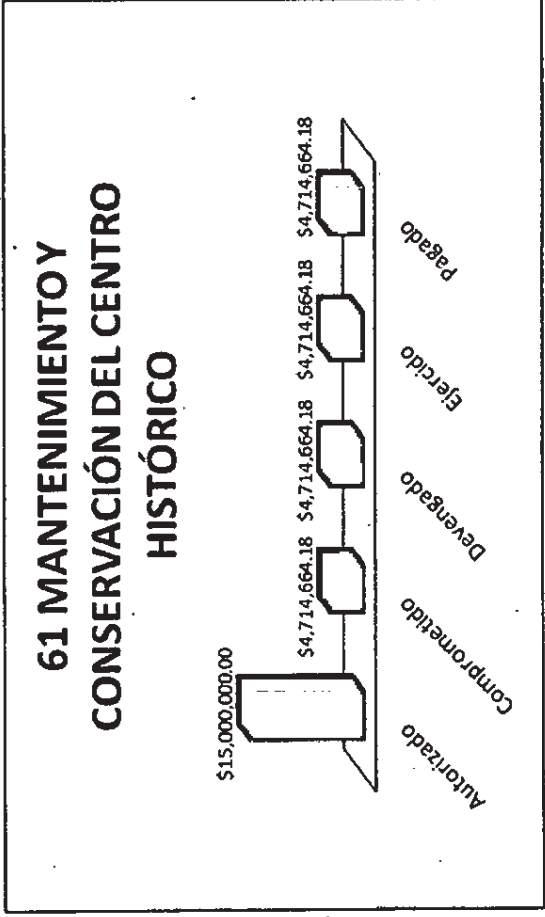 61 MANTENIMIENTO Y
CONSERVACIÓN DEL CENTRO
HISTÓRICO
$15,000,000.00
$4,714,664.18
$4,714,664.18
$4,714,664.18
$4,714,664.18
Autorizado
Comprometido
Devengado
Ejercido
Pagado